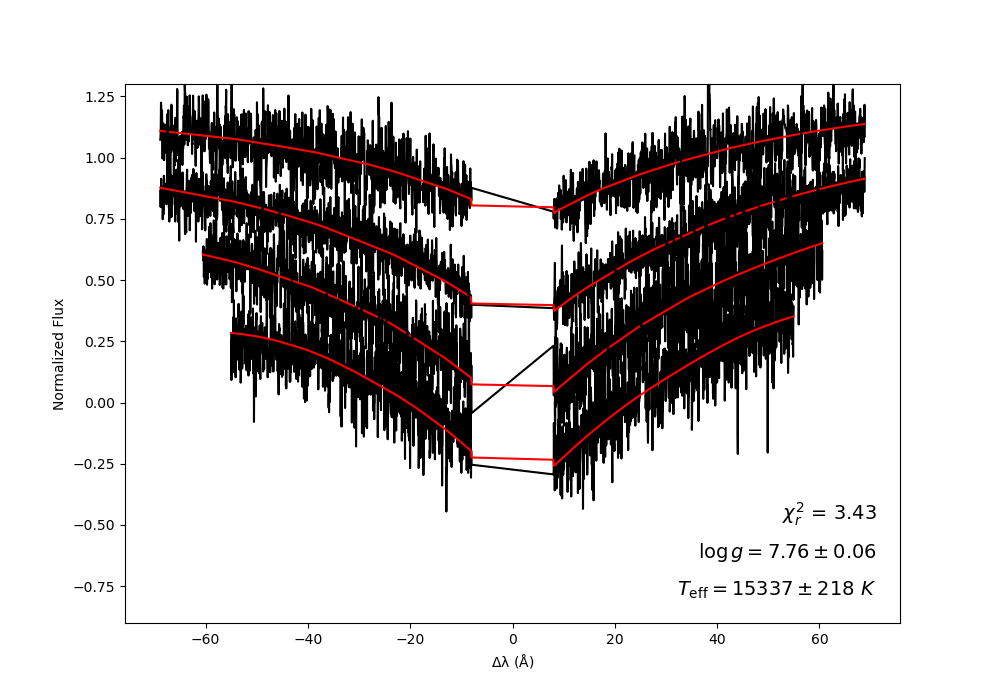 1.25
1.00
0.75
0.50
0.25
0.00
−0.25
−0.50
−0.75
Normalized Flux
χ²ᵣ = 3.43
log g = 7.76 ± 0.06
T_eff = 15337 ± 218 K
−60 −40 −20 0 20 40 60
Δλ (Å)